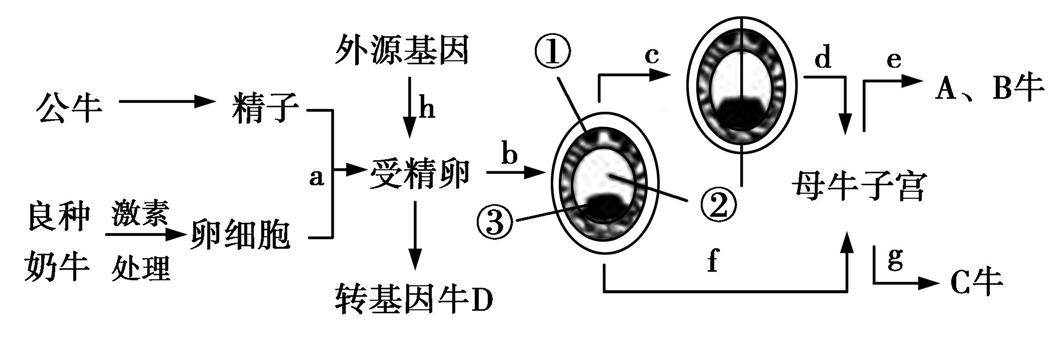 外源基因
h
公牛
精子
a
受精卵
b
良种
奶牛
激素
处理
卵细胞
转基因牛D
①
②
③
c
d
e
A、B牛
母牛子宫
f
g
C牛